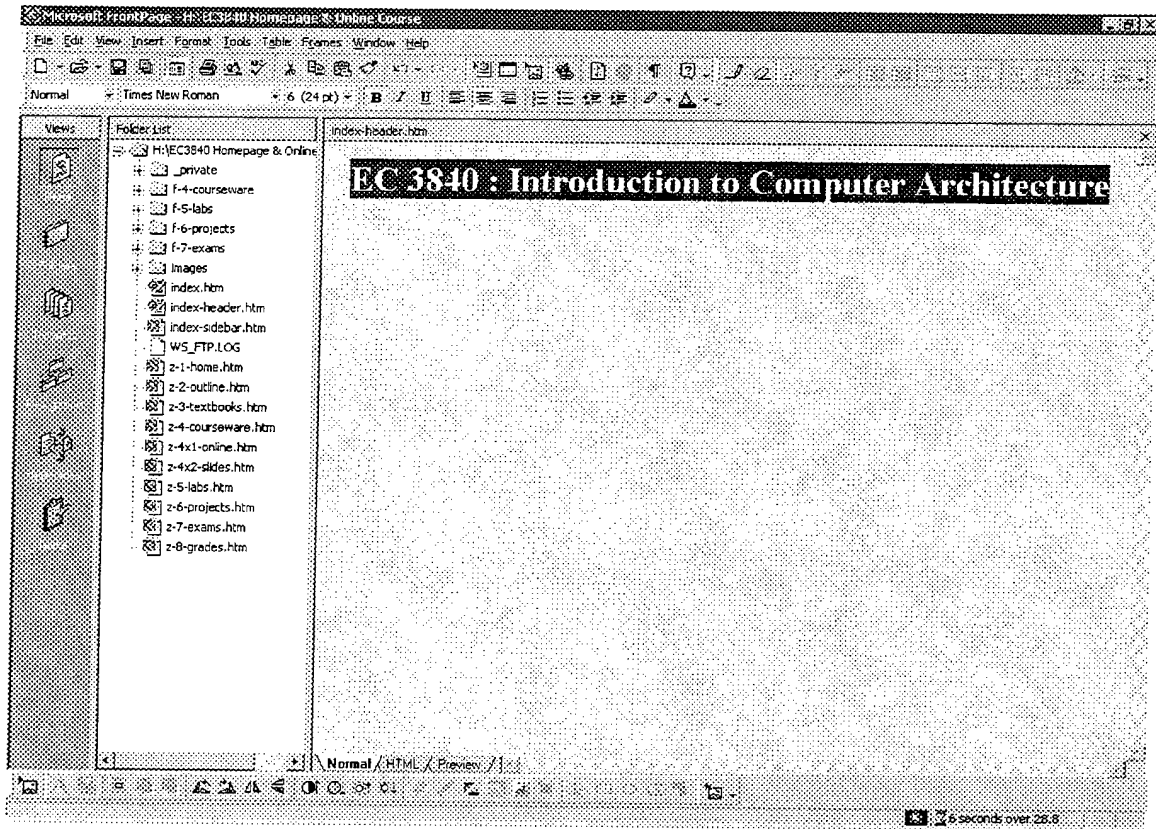 Microsoft FrontPage - H:\EC3840 Homepage & Online Course
File Edit View Insert Format Tools Table Frames Window Help
Normal Times New Roman 6 (24 pt) B I U
Views Folder List index-header.htm
H:\EC3840 Homepage & Online
_private
f-4-courseware
f-5-labs
f-6-projects
f-7-exams
images
index.htm
index-header.htm
index-sidebar.htm
WS_FTP.LOG
z-1-home.htm
z-2-outline.htm
z-3-textbooks.htm
z-4-courseware.htm
z-4x1-online.htm
z-4x2-slides.htm
z-5-labs.htm
z-6-projects.htm
z-7-exams.htm
z-8-grades.htm
EC 3840 : Introduction to Computer Architecture
Normal HTML Preview
6 seconds over 28.8